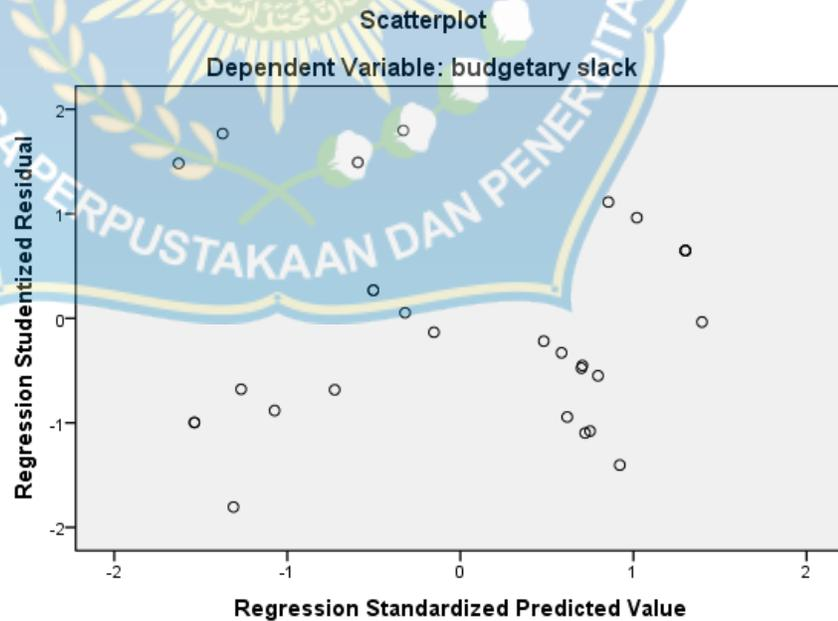 Scatterplot
Dependent Variable: budgetary slack
PERPUSTAKAAN DAN PENERBITA
Regression Studentized Residual
2
1
0
-1
-2
-2
-1
0
1
2
Regression Standardized Predicted Value